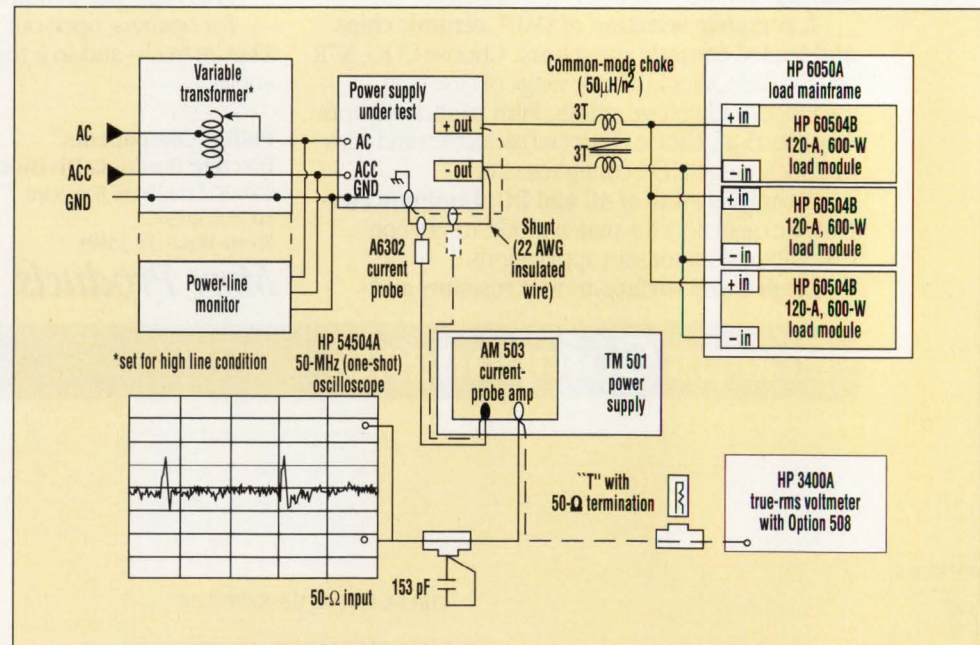 Variable
transformer*
AC
ACC
GND
Power-line
monitor
*set for high line condition
Power supply
under test
AC
ACC
GND
+ out
- out
Common-mode choke
( 50µH/n²)
3T
3T
Shunt
(22 AWG
insulated
wire)
A6302
current
probe
HP 6050A
load mainframe
+ in
HP 60504B
120-A, 600-W
load module
– in
+ in
HP 60504B
120-A, 600-W
load module
– in
+ in
HP 60504B
120-A, 600-W
load module
– in
HP 54504A
50-MHz (one-shot)
oscilloscope
50-Ω input
153 pF
AM 503
current-
probe amp
TM 501
power
supply
``T" with
50-Ω termination
HP 3400A
true-rms voltmeter
with Option 508